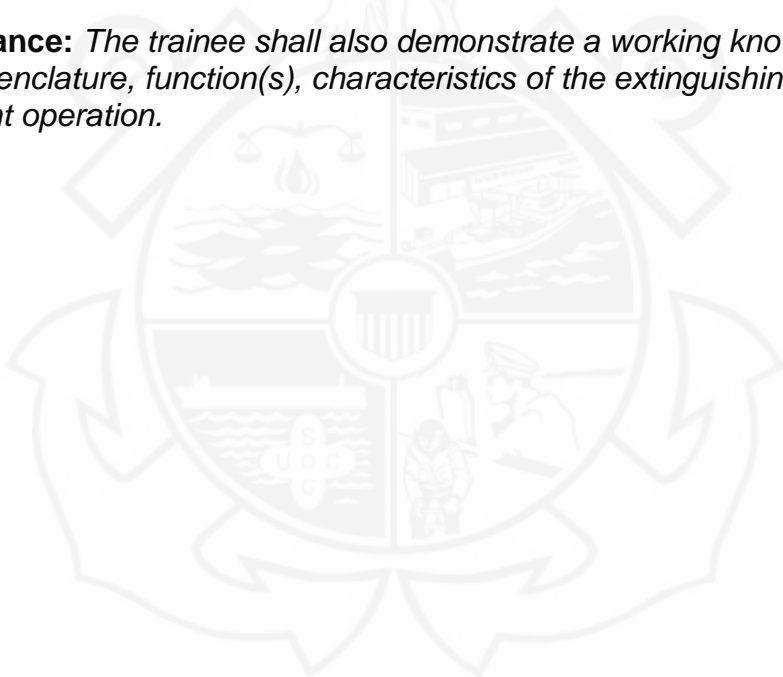 ance: The trainee shall also demonstrate a working kno
enclature, function(s), characteristics of the extinguishin
nt operation.
S
U O C
G